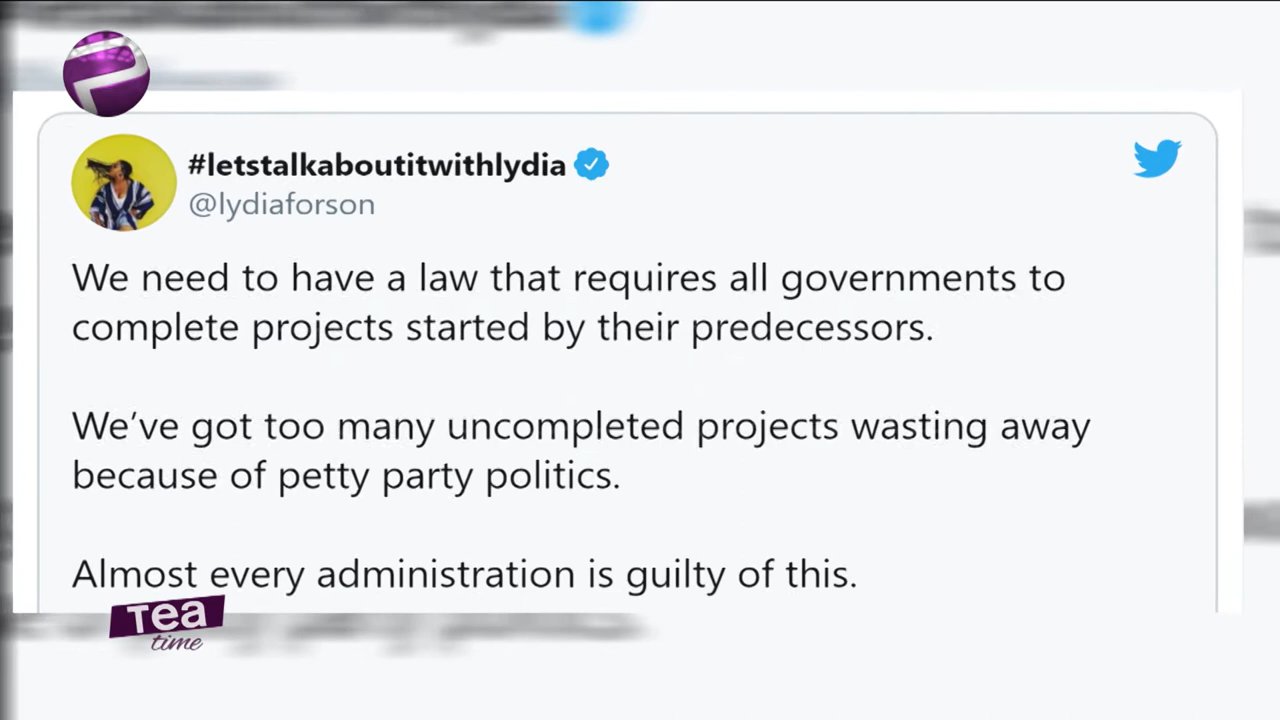 #letstalkaboutitwithlydia
@lydiaforson
We need to have a law that requires all governments to
complete projects started by their predecessors.
We've got too many uncompleted projects wasting away
because of petty party politics.
Almost every administration is guilty of this.
Tea
time